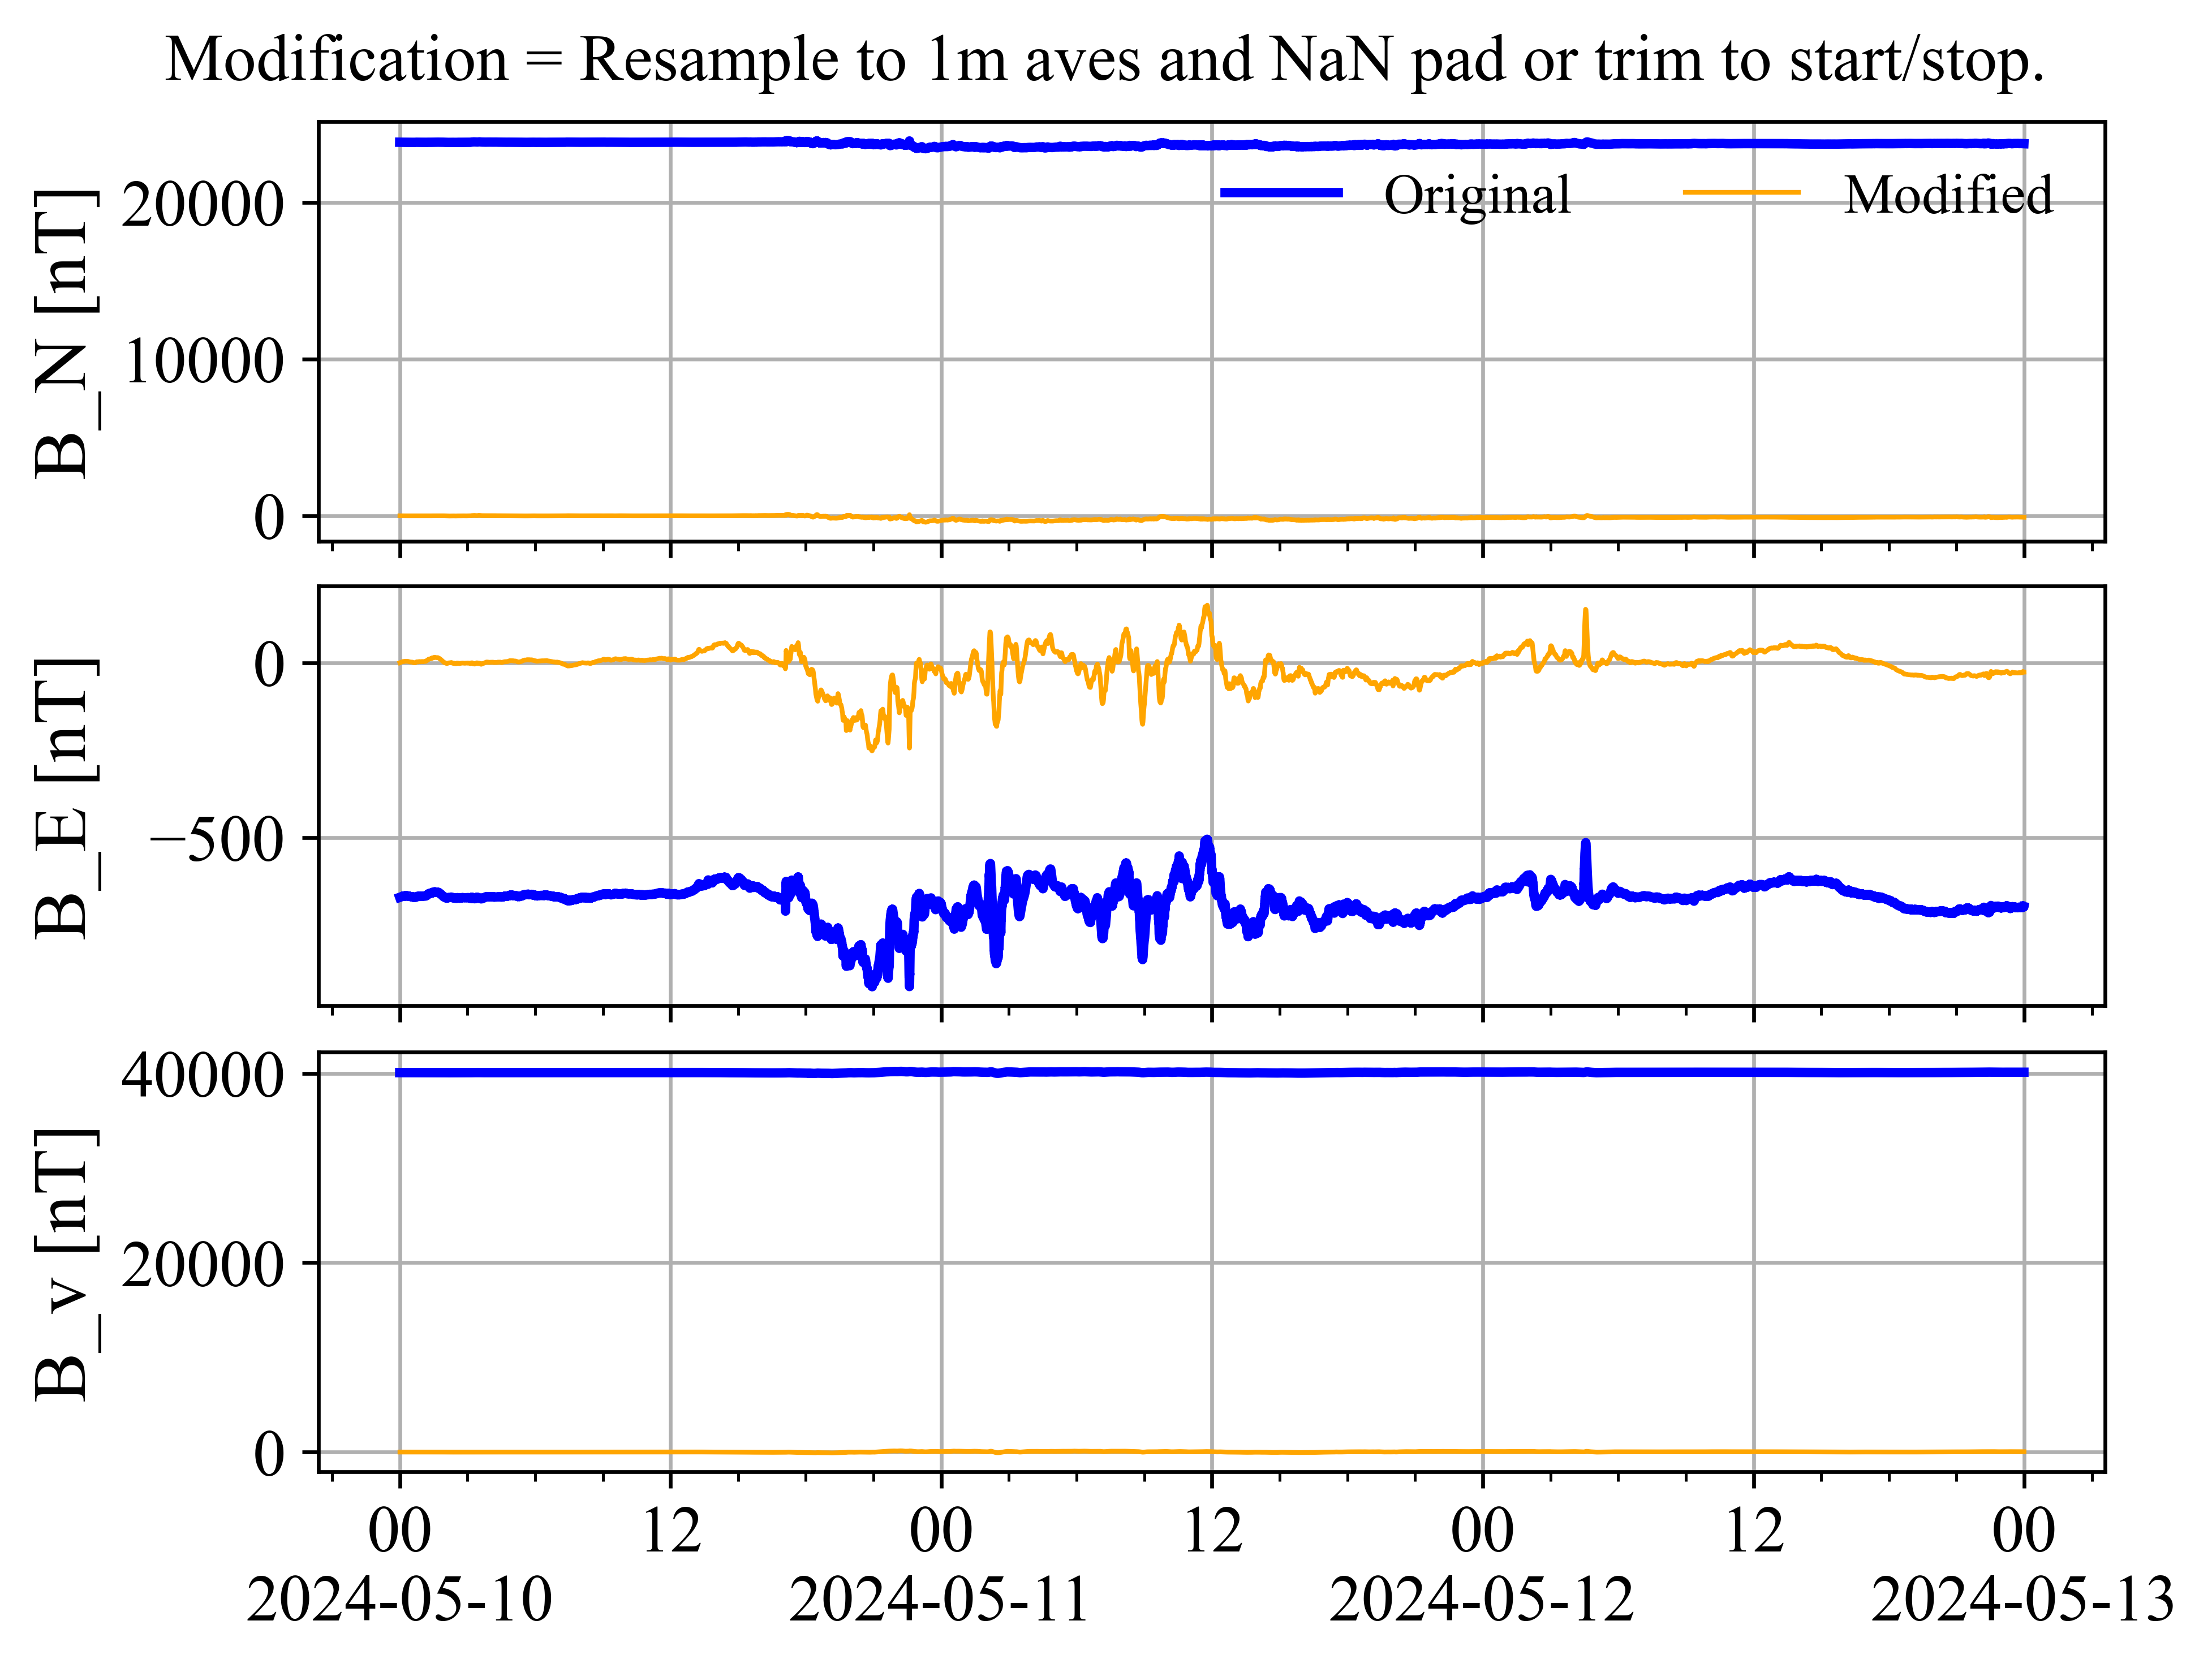 Modification = Resample to 1m aves and NaN pad or trim to start/stop.
B_N [nT]
20000
10000
0
Original
Modified
B_E [nT]
0
−500
B_v [nT]
40000
20000
0
00 12 00 12 00 12 00
2024-05-10 2024-05-11 2024-05-12 2024-05-13